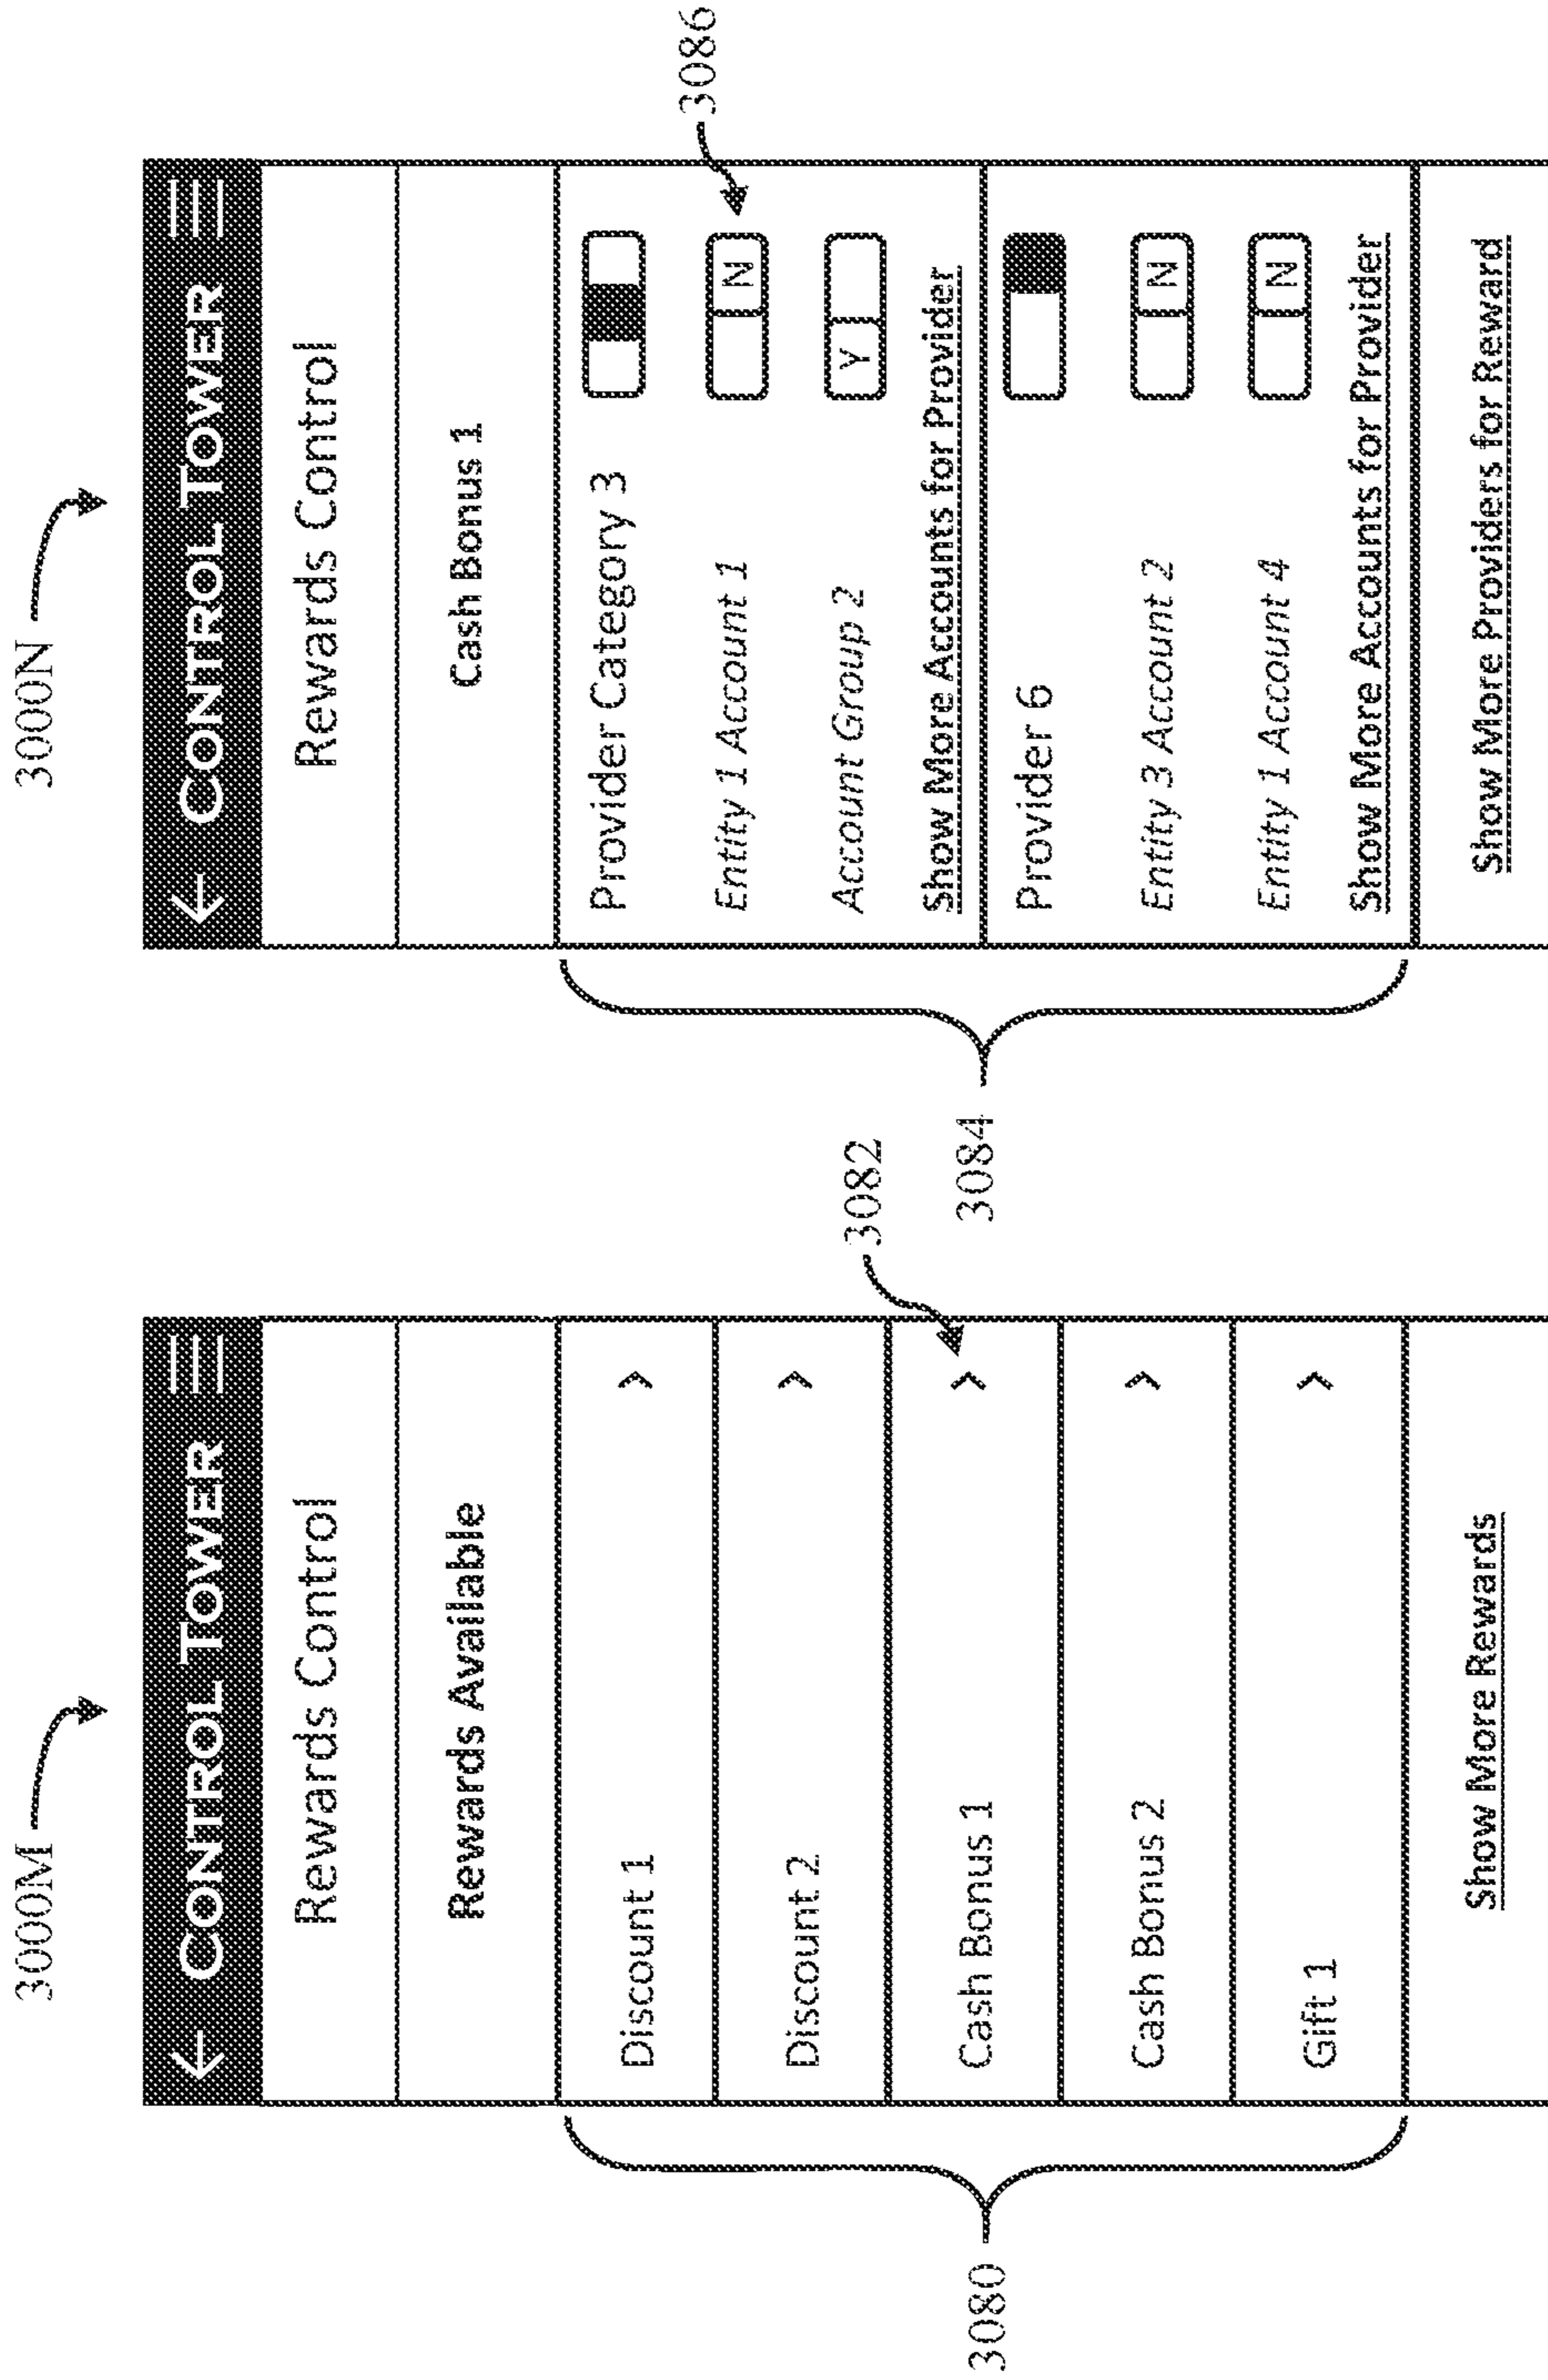 3000M
← CONTROL TOWER
Rewards Control
Rewards Available
Discount 1 >
Discount 2 >
Cash Bonus 1 >
Cash Bonus 2 >
Gift 1 >
Show More Rewards
3080
3082
3000N
← CONTROL TOWER
Rewards Control
Cash Bonus 1
Provider Category 3
Entity 1 Account 1 N
Account Group 2 Y
Show More Accounts for Provider
Provider 6
Entity 3 Account 2 N
Entity 1 Account 4 N
Show More Accounts for Provider
Show More Providers for Reward
3084
3086